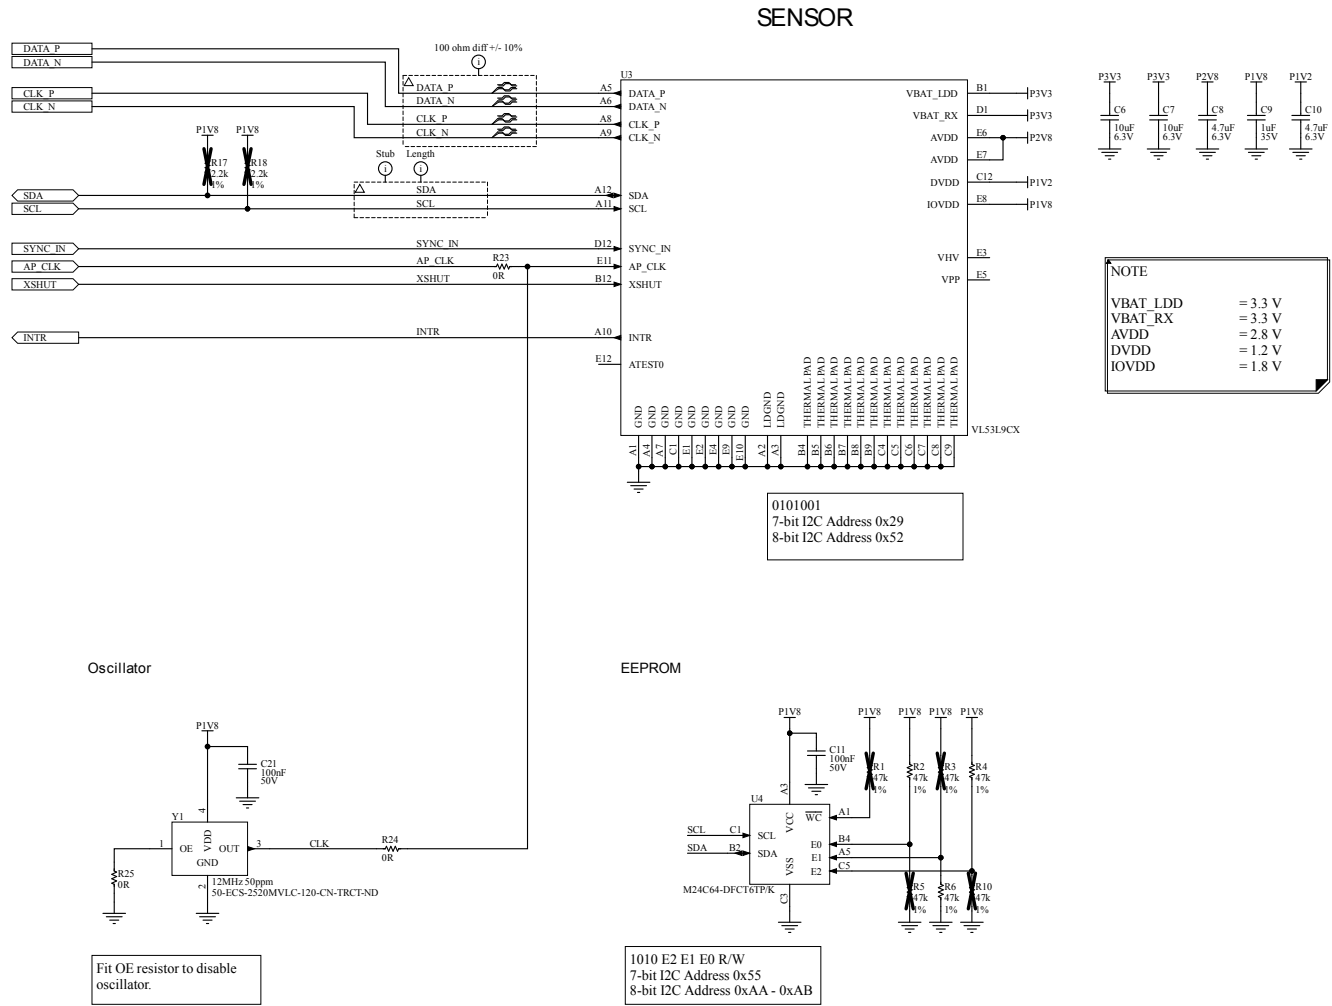 SENSOR
DATA_P
DATA_N
CLK_P
CLK_N
P1V8 P1V8
R17
2.2k
1%
R18
2.2k
1%
SDA
SCL
SYNC_IN
AP_CLK
XSHUT
INTR
100 ohm diff +/- 10%
i
DATA_P
DATA_N
CLK_P
CLK_N
Stub Length
i i
SDA
SCL
SYNC_IN
AP_CLK
R23
0R
XSHUT
INTR
U3
A5 DATA_P
A6 DATA_N
A8 CLK_P
A9 CLK_N
A12 SDA
A11 SCL
D12 SYNC_IN
E11 AP_CLK
B12 XSHUT
A10 INTR
E12 ATEST0
VBAT_LDD B1 P3V3
VBAT_RX D1 P3V3
AVDD E6 P2V8
AVDD E7
DVDD C12 P1V2
IOVDD E8 P1V8
VHV E3
VPP E5
GND GND GND GND GND GND GND GND GND LDGND LDGND THERMAL PAD THERMAL PAD THERMAL PAD THERMAL PAD THERMAL PAD THERMAL PAD THERMAL PAD THERMAL PAD THERMAL PAD THERMAL PAD THERMAL PAD THERMAL PAD
VL53L9CX
A1 A4 A7 C1 E1 E2 E4 E9 E10 A2 A3 B4 B5 B6 B7 B8 B9 C4 C5 C6 C7 C8 C9
P3V3 P3V3 P2V8 P1V8 P1V2
C6 C7 C8 C9 C10
10uF 10uF 4.7uF 1uF 4.7uF
6.3V 6.3V 6.3V 35V 6.3V
NOTE
VBAT_LDD = 3.3 V
VBAT_RX = 3.3 V
AVDD = 2.8 V
DVDD = 1.2 V
IOVDD = 1.8 V
0101001
7-bit I2C Address 0x29
8-bit I2C Address 0x52
Oscillator
P1V8
C21
100nF
50V
Y1
4
VDD
1 OE OUT 3
GND
2
CLK
R24
0R
R25
0R
12MHz 50ppm
50-ECS-2520MVLC-120-CN-TRCT-ND
Fit OE resistor to disable
oscillator.
EEPROM
P1V8 P1V8 P1V8 P1V8 P1V8
C11
100nF
50V
R1 R2 R3 R4
47k 47k 47k 47k
1% 1% 1% 1%
U4
A3
VCC
WC A1
SCL C1 SCL
SDA B2 SDA
E0 B4
E1 A5
E2 C5
VSS
C3
M24C64-DFCT6TP/K
R5 R6 R10
47k 47k 47k
1% 1% 1%
1010 E2 E1 E0 R/W
7-bit I2C Address 0x55
8-bit I2C Address 0xAA - 0xAB